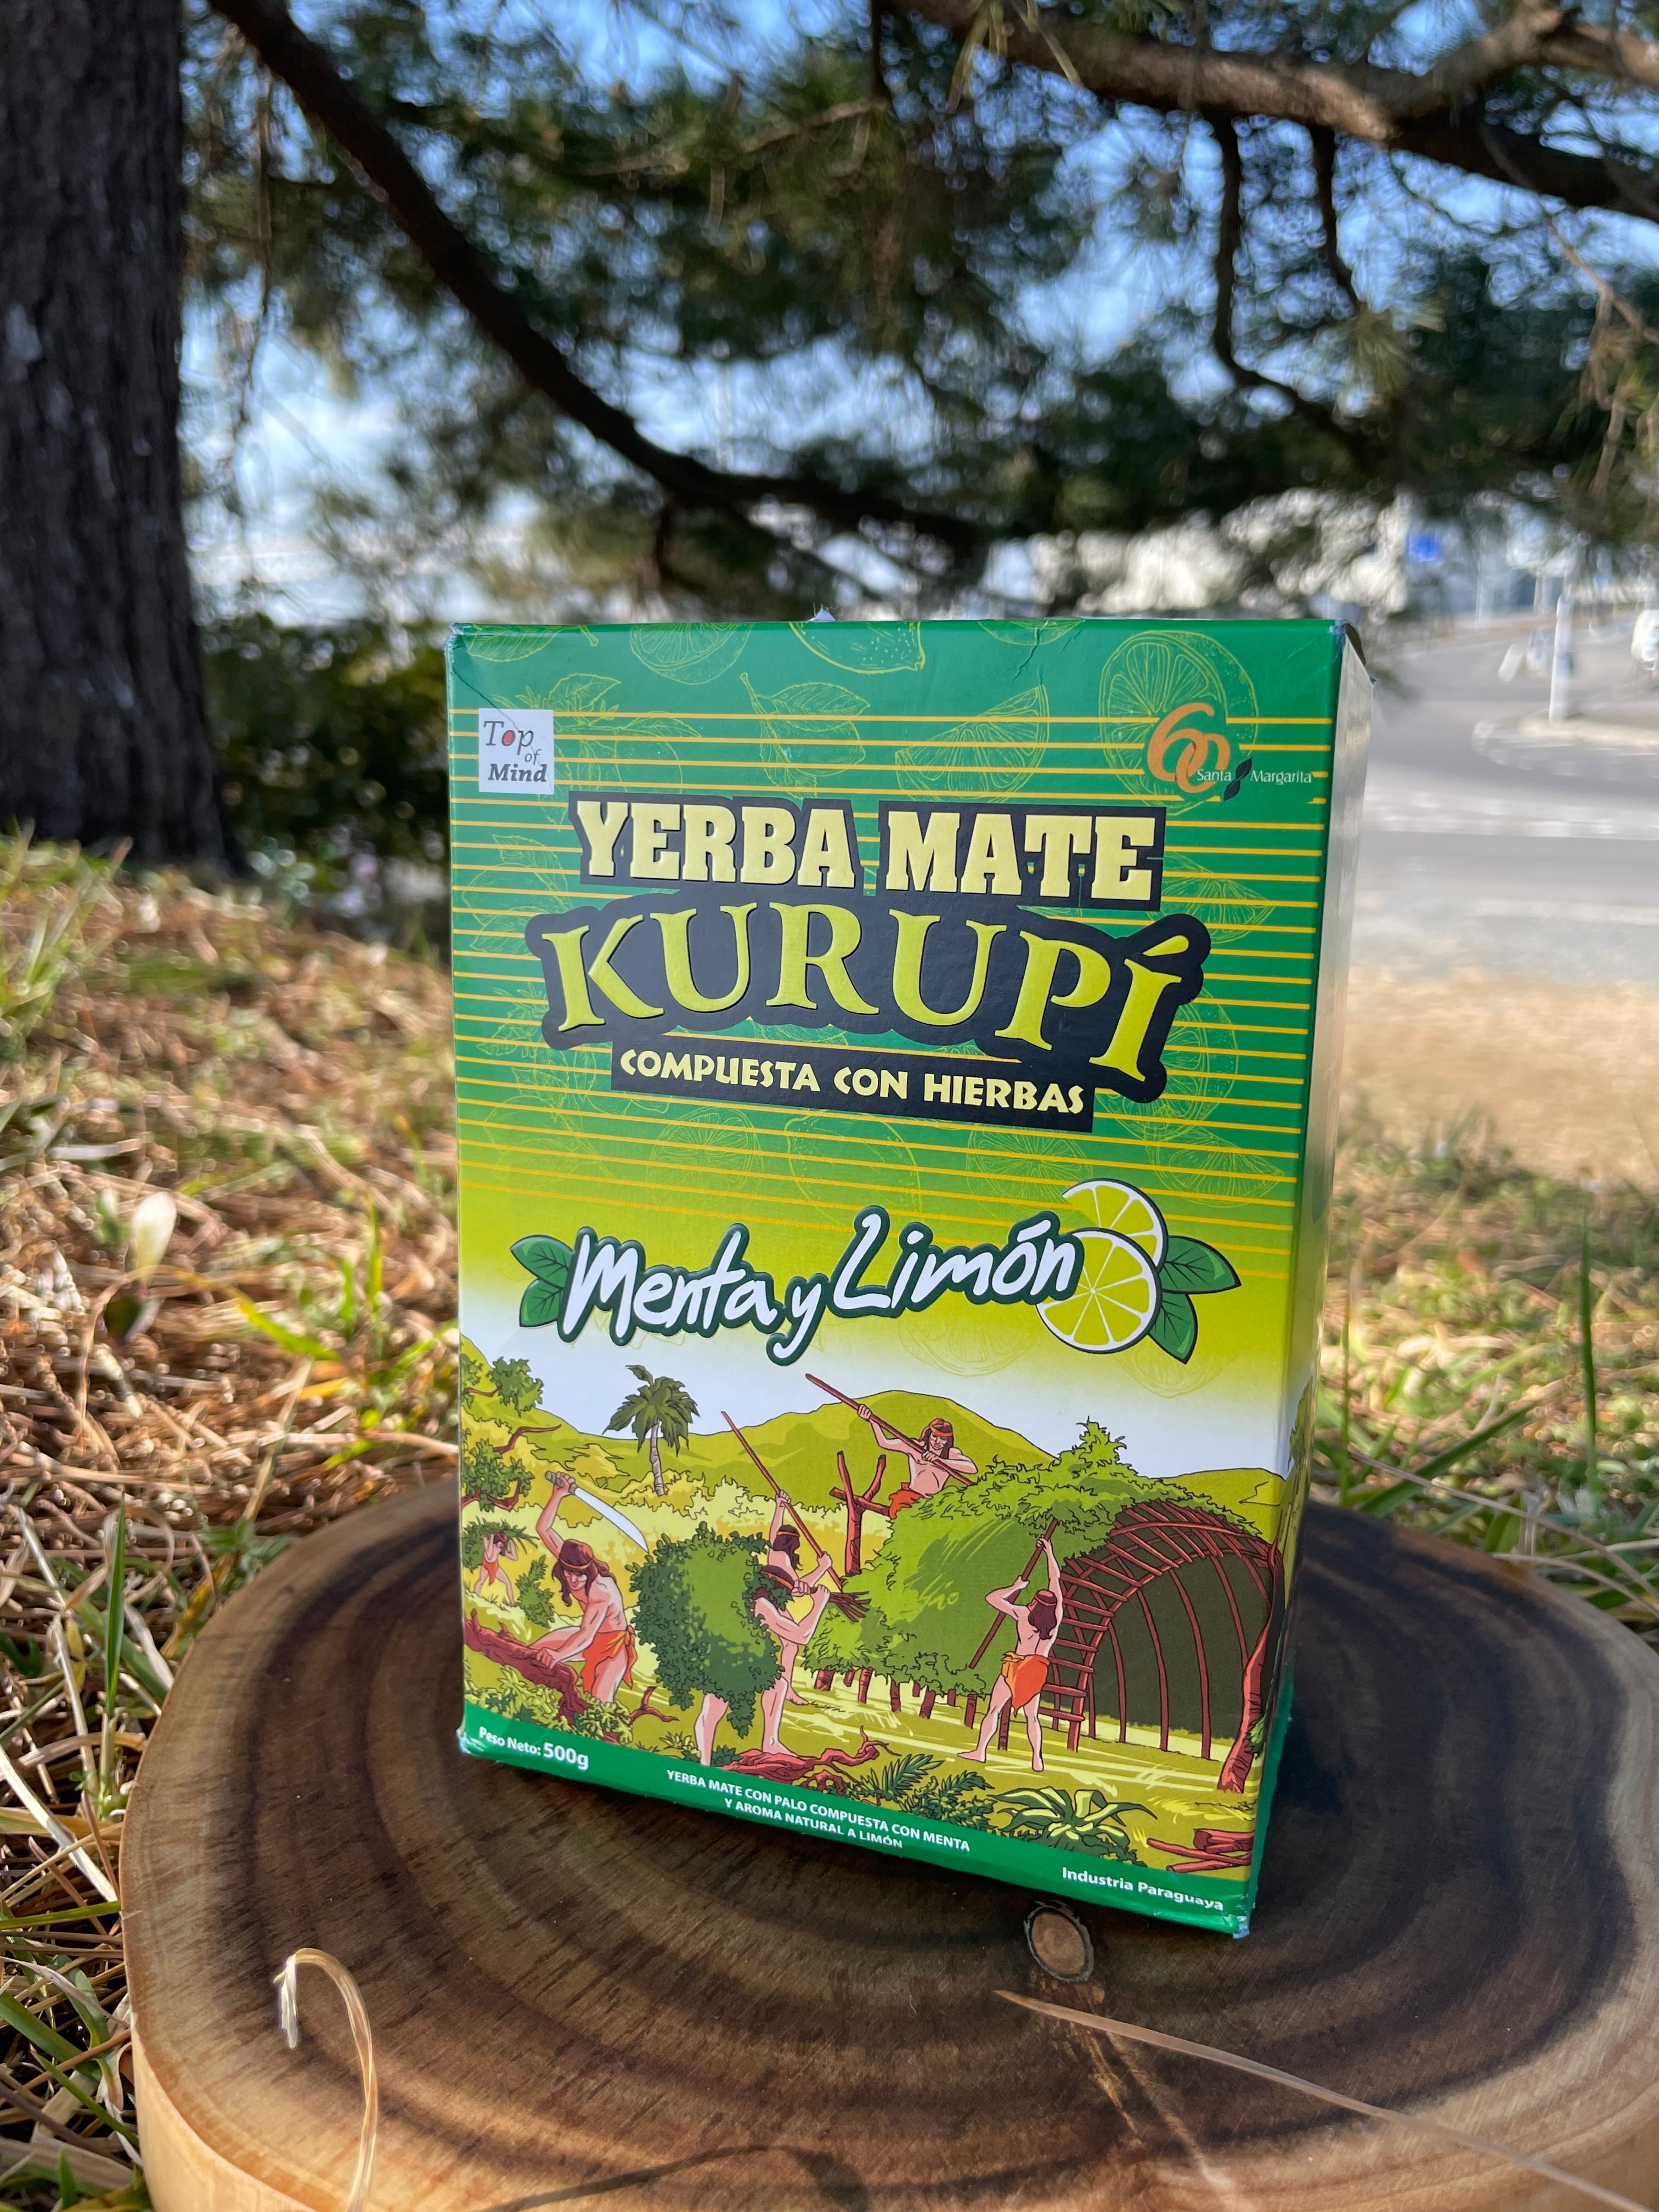 Top
of
Mind
60
Santa Margarita
YERBA MATE
KURUPÍ
COMPUESTA CON HIERBAS
Menta y Limón
Peso Neto: 500g
YERBA MATE CON PALO COMPUESTA CON MENTA
Y AROMA NATURAL A LIMÓN
Industria Paraguaya